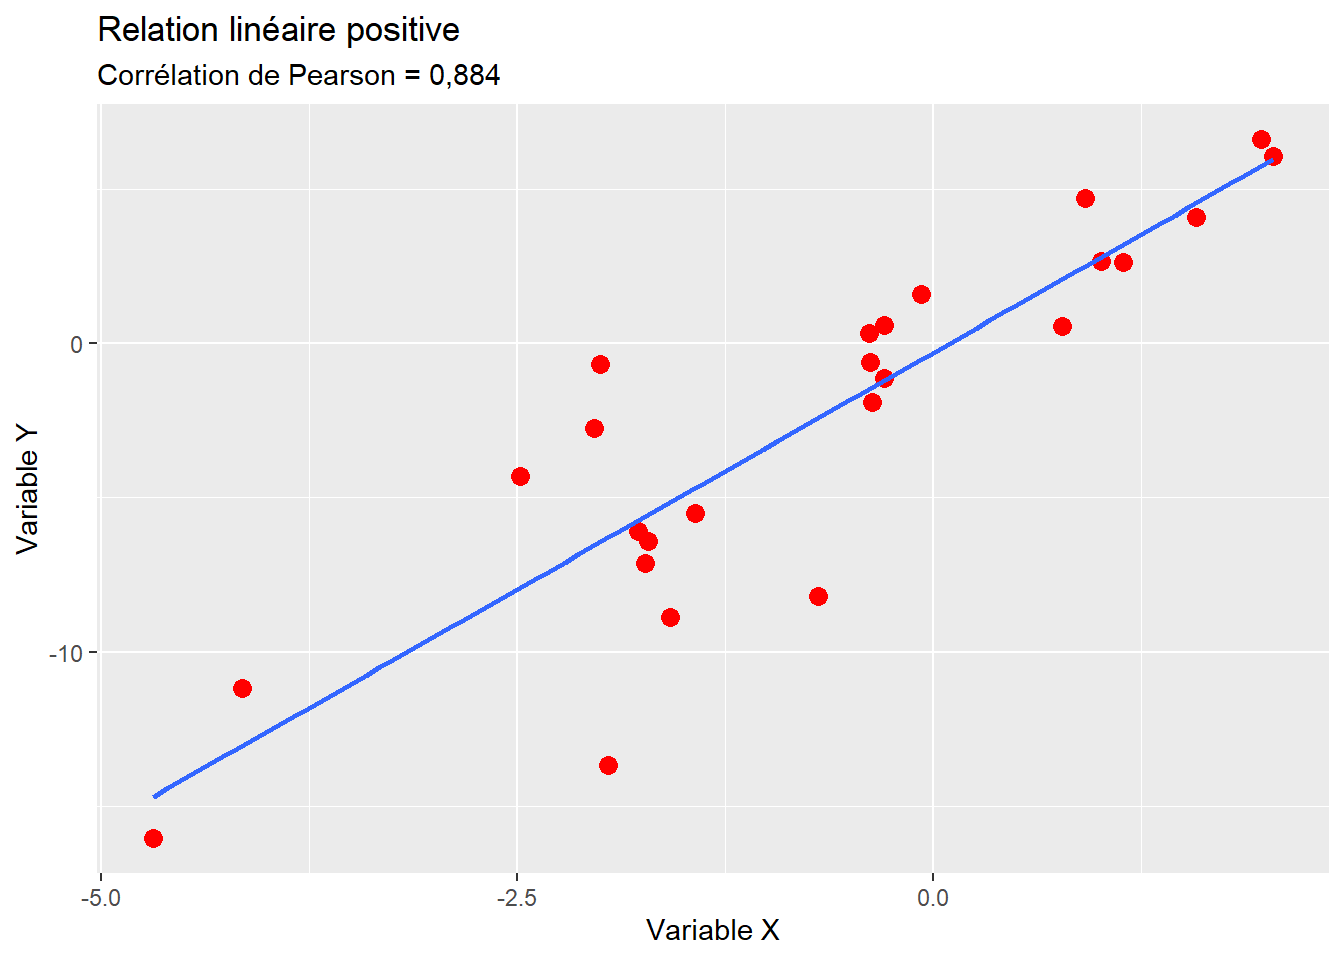 Relation linéaire positive
Corrélation de Pearson = 0,884
0
-10
Variable Y
-5.0
-2.5
0.0
Variable X